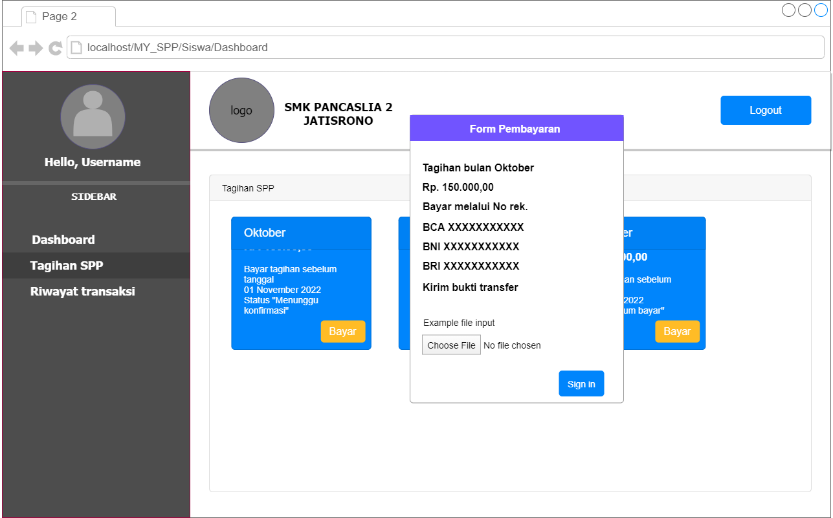 Page 2
localhost/MY_SPP/Siswa/Dashboard
logo
SMK PANCASLIA 2
JATISRONO
Logout
Hello, Username
SIDEBAR
Dashboard
Tagihan SPP
Riwayat transaksi
Tagihan SPP
Oktober
Bayar tagihan sebelum
tanggal
01 November 2022
Status "Menunggu
konfirmasi"
Bayar
Form Pembayaran
Tagihan bulan Oktober
Rp. 150.000,00
Bayar melalui No rek.
BCA XXXXXXXXXXX
BNI XXXXXXXXXXX
BRI XXXXXXXXXXX
Kirim bukti transfer
Example file input
Choose File No file chosen
Sign in
er
00,00
an sebelum
2022
um bayar"
Bayar